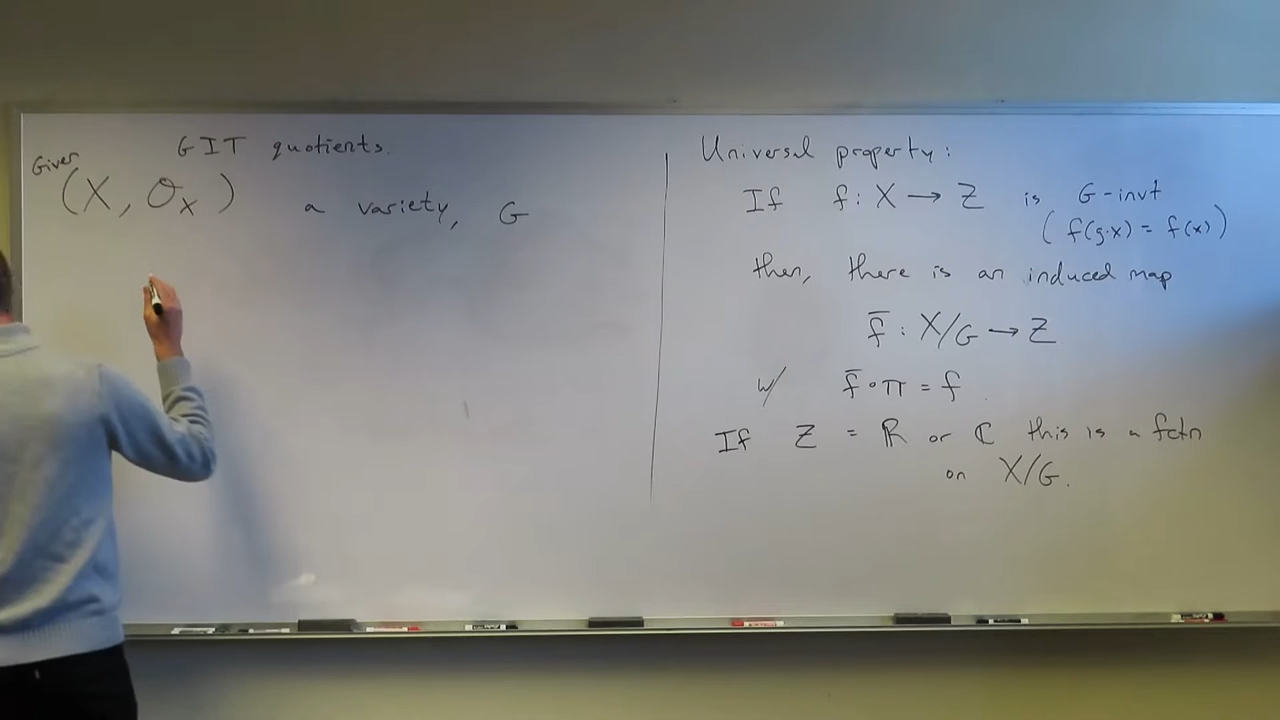 GIT quotients.
Given
(X, O_X) a variety, G
Universal property:
If f: X → Z is G-invt
(f(g·x) = f(x))
then, there is an induced map
f̄ : X/G → Z
w/ f̄∘π = f.
If Z = ℝ or ℂ this is a fctn
on X/G.